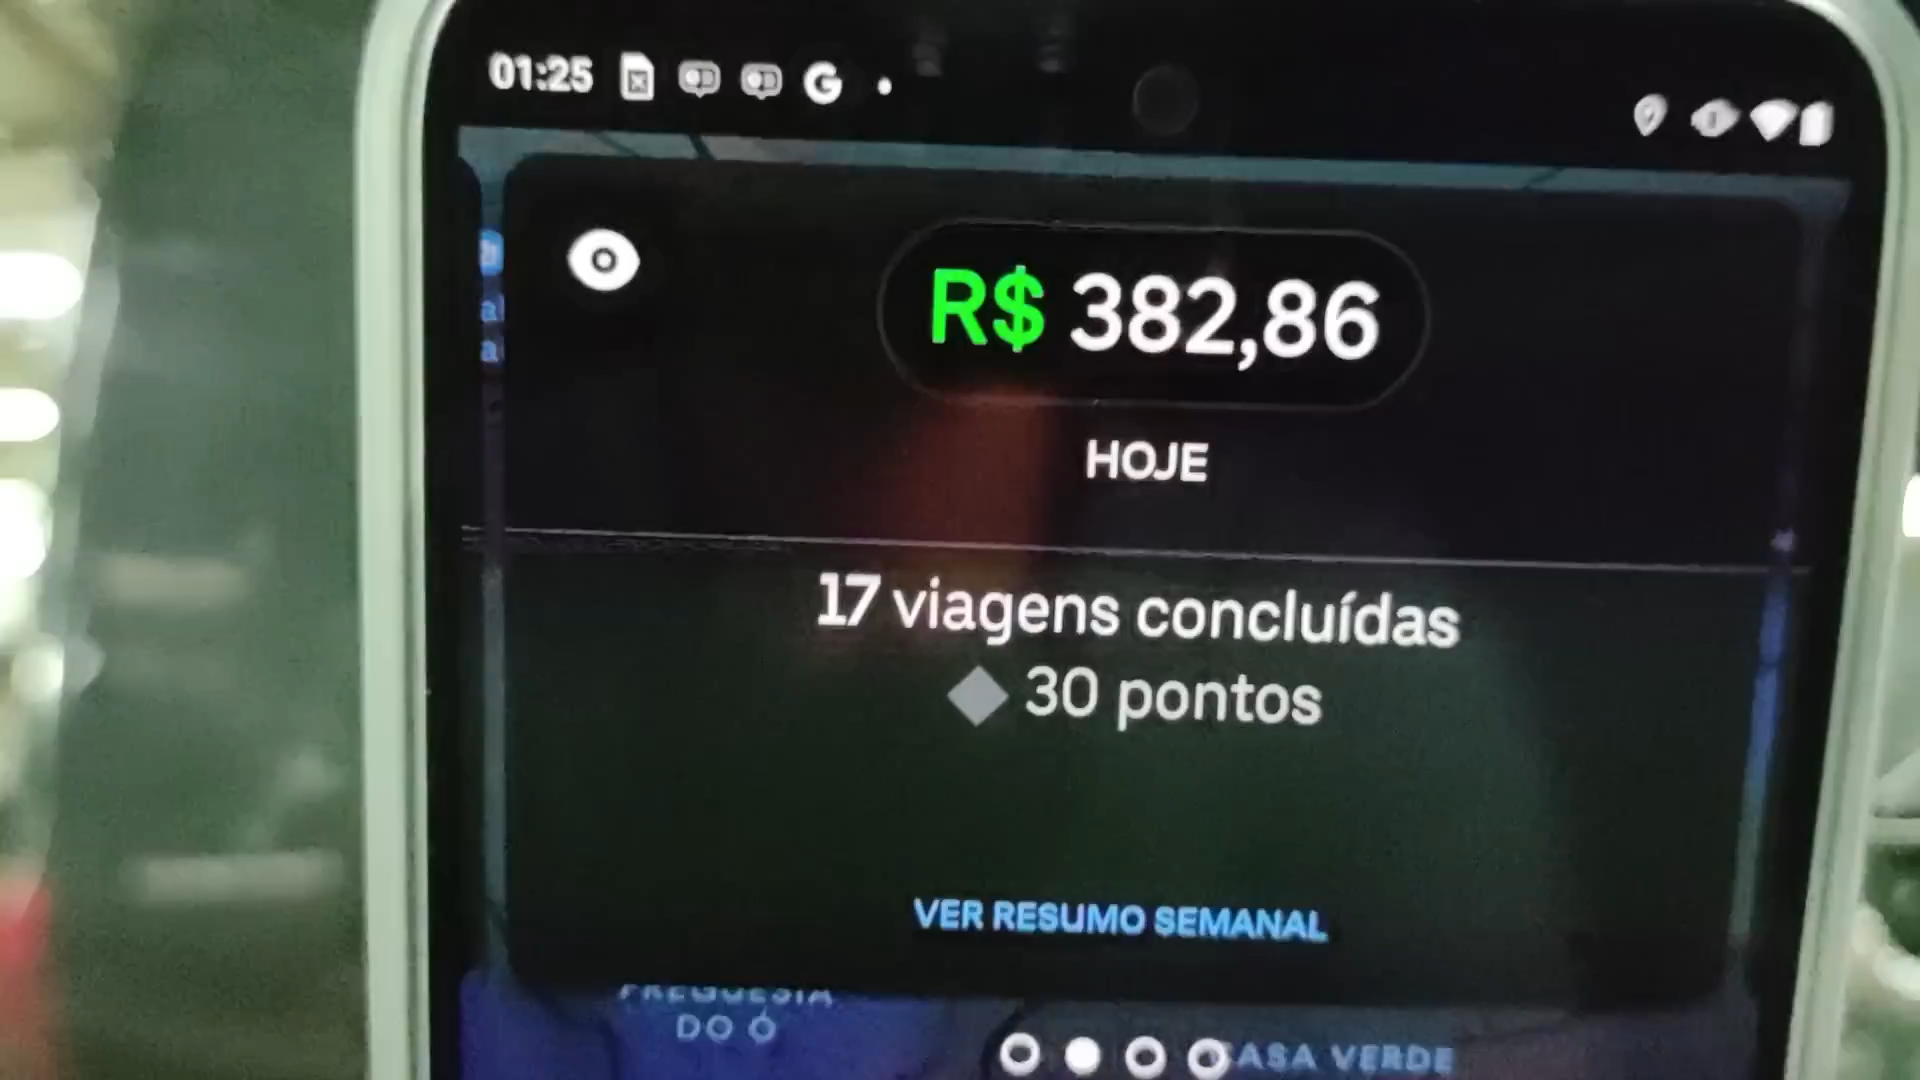 01:25
R$ 382,86
HOJE
17 viagens concluídas
30 pontos
VER RESUMO SEMANAL
FREGUESIA
DO Ó
CASA VERDE